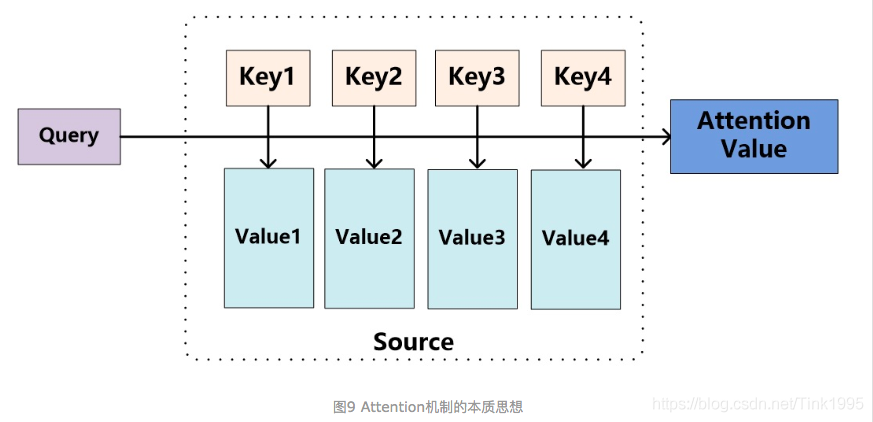 Key1
Key2
Key3
Key4
Query
Attention
Value
Value1
Value2
Value3
Value4
Source
图9 Attention机制的本质思想
https://blog.csdn.net/Tink1995